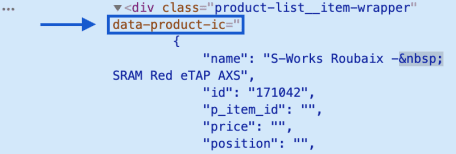 ... ▼<div class="product-list__item-wrapper"
data-product-ic="
{
"name": "S-Works Roubaix -&nbsp;
SRAM Red eTAP AXS",
"id": "171042",
"p_item_id": "",
"price": "",
"position": "",